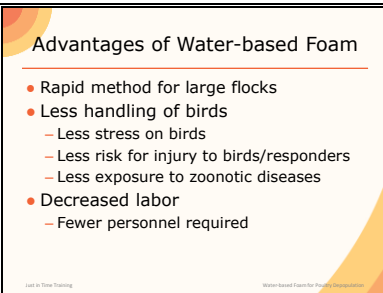 Advantages of Water-based Foam
● Rapid method for large flocks
● Less handling of birds
– Less stress on birds
– Less risk for injury to birds/responders
– Less exposure to zoonotic diseases
● Decreased labor
– Fewer personnel required
Just in Time Training
Water-based Foam for Poultry Depopulation